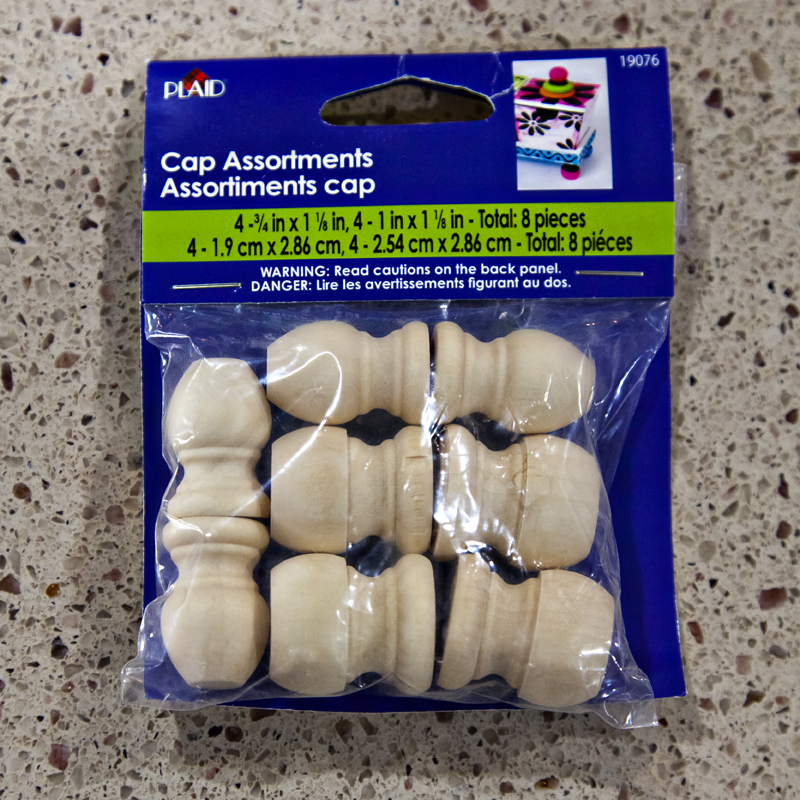 PLAID
19076
Cap Assortments
Assortiments cap
4 -¾ in x 1 ⅛ in, 4 - 1 in x 1 ⅛ in - Total: 8 pieces
4 - 1.9 cm x 2.86 cm, 4 - 2.54 cm x 2.86 cm - Total: 8 piéces
WARNING: Read cautions on the back panel.
DANGER: Lire les avertissements figurant au dos.